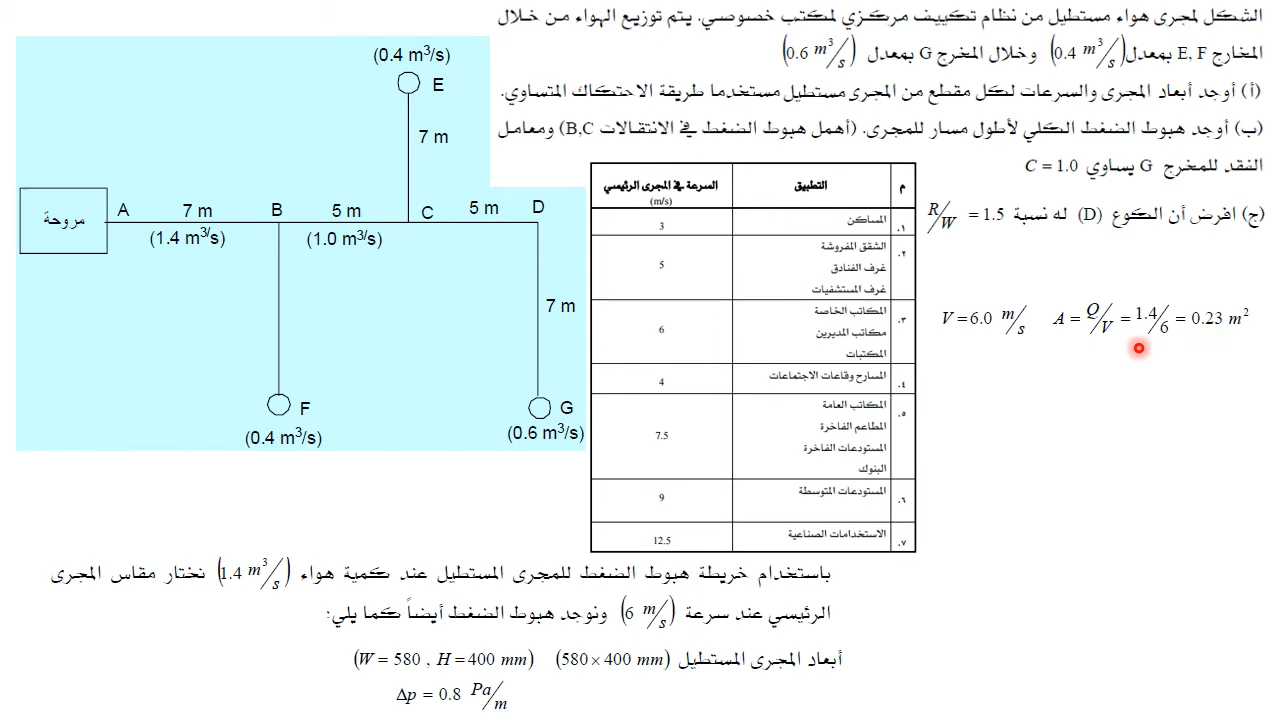 الشكل لمجرى هواء مستطيل من نظام تكييف مركزي لمكتب خصوصي. يتم توزيع الهواء من خلال
المخارج E, F بمعدل (0.4 m³/s) وخلال المخرج G بمعدل (0.6 m³/s)
(أ) أوجد أبعاد المجرى والسرعات لكل مقطع من المجرى مستطيل مستخدما طريقة الاحتكاك المتساوي.
(ب) أوجد هبوط الضغط الكلي لأطول مسار للمجرى. (أهمل هبوط الضغط في الانتقالات B,C) ومعامل
الفقد للمخرج G يساوي C = 1.0
(ج) افرض أن الكوع (D) له نسبة R/W = 1.5
V = 6.0 m/s A = Q/V = 1.4/6 = 0.23 m²
(0.4 m³/s)
E
7 m
مروحة
A
7 m
B
5 m
C
5 m
D
(1.4 m³/s)
(1.0 m³/s)
7 m
F
G
(0.4 m³/s)
(0.6 m³/s)
م التطبيق السرعة في المجرى الرئيسي
(m/s)
١. المساكن 3
٢. الشقق المفروشة
غرف الفنادق 5
غرف المستشفيات
٣. المكاتب الخاصة
مكاتب المديرين 6
المكتبات
٤. المسارح وقاعات الاجتماعات 4
٥. المكاتب العامة
المطاعم الفاخرة
المستودعات الفاخرة 7.5
البنوك
٦. المستودعات المتوسطة 9
٧. الاستخدامات الصناعية 12.5
باستخدام خريطة هبوط الضغط للمجرى المستطيل عند كمية هواء (1.4 m³/s) نختار مقاس المجرى
الرئيسي عند سرعة (6 m/s) ونوجد هبوط الضغط أيضاً كما يلي:
أبعاد المجرى المستطيل (580×400 mm) (W = 580 , H = 400 mm)
Δp = 0.8 Pa/m